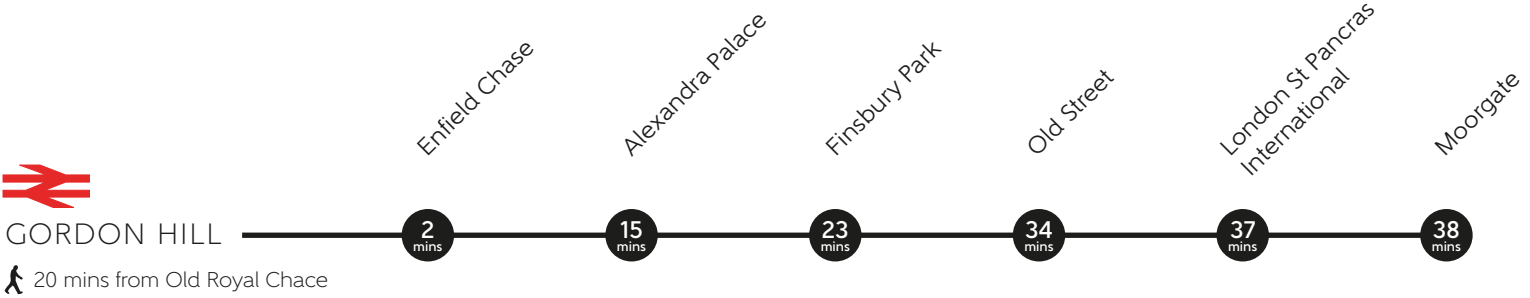 Enfield Chase
Alexandra Palace
Finsbury Park
Old Street
London St Pancras
International
Moorgate
GORDON HILL
2
mins
15
mins
23
mins
34
mins
37
mins
38
mins
20 mins from Old Royal Chace